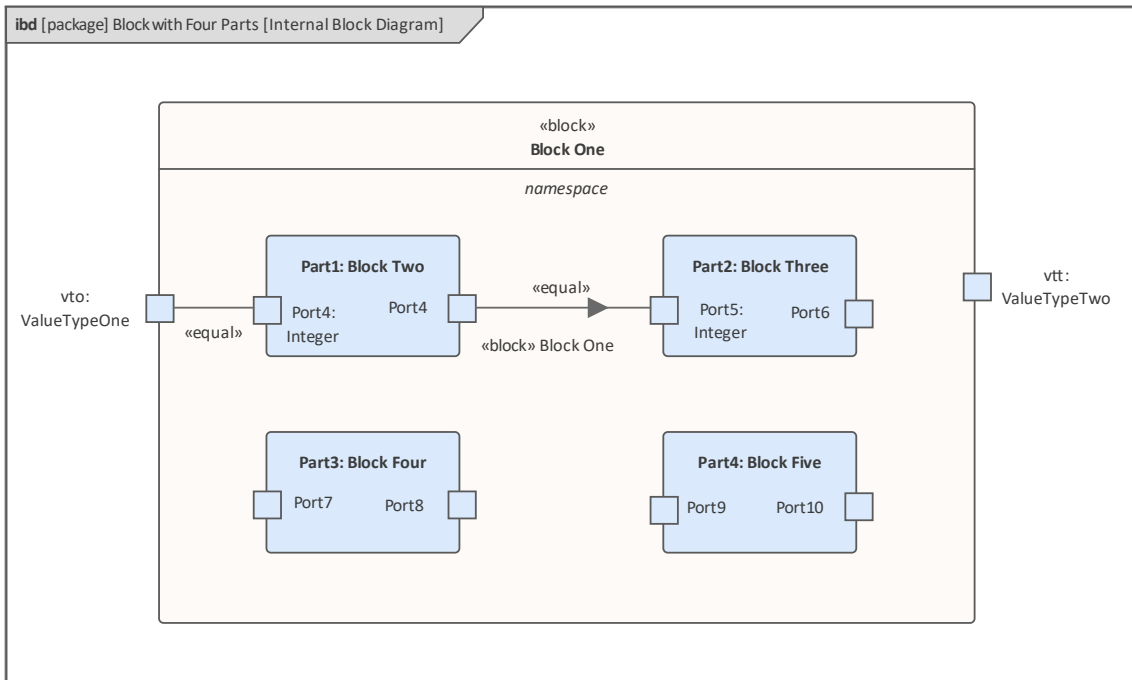 ibd [package] Block with Four Parts [Internal Block Diagram]
«block»
Block One
namespace
vto:
ValueTypeOne
«equal»
Part1: Block Two
Port4:
Integer
Port4
«equal»
«block» Block One
Part2: Block Three
Port5:
Integer
Port6
vtt:
ValueTypeTwo
Part3: Block Four
Port7
Port8
Part4: Block Five
Port9
Port10